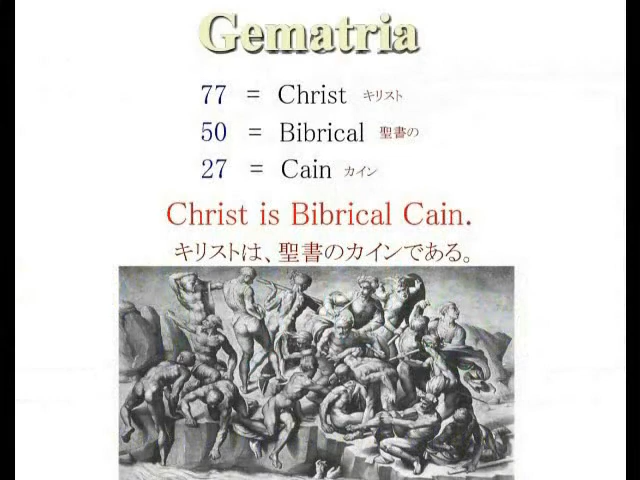 Gematria
77 = Christ キリスト
50 = Bibrical 聖書の
27 = Cain カイン
Christ is Bibrical Cain.
キリストは、聖書のカインである。